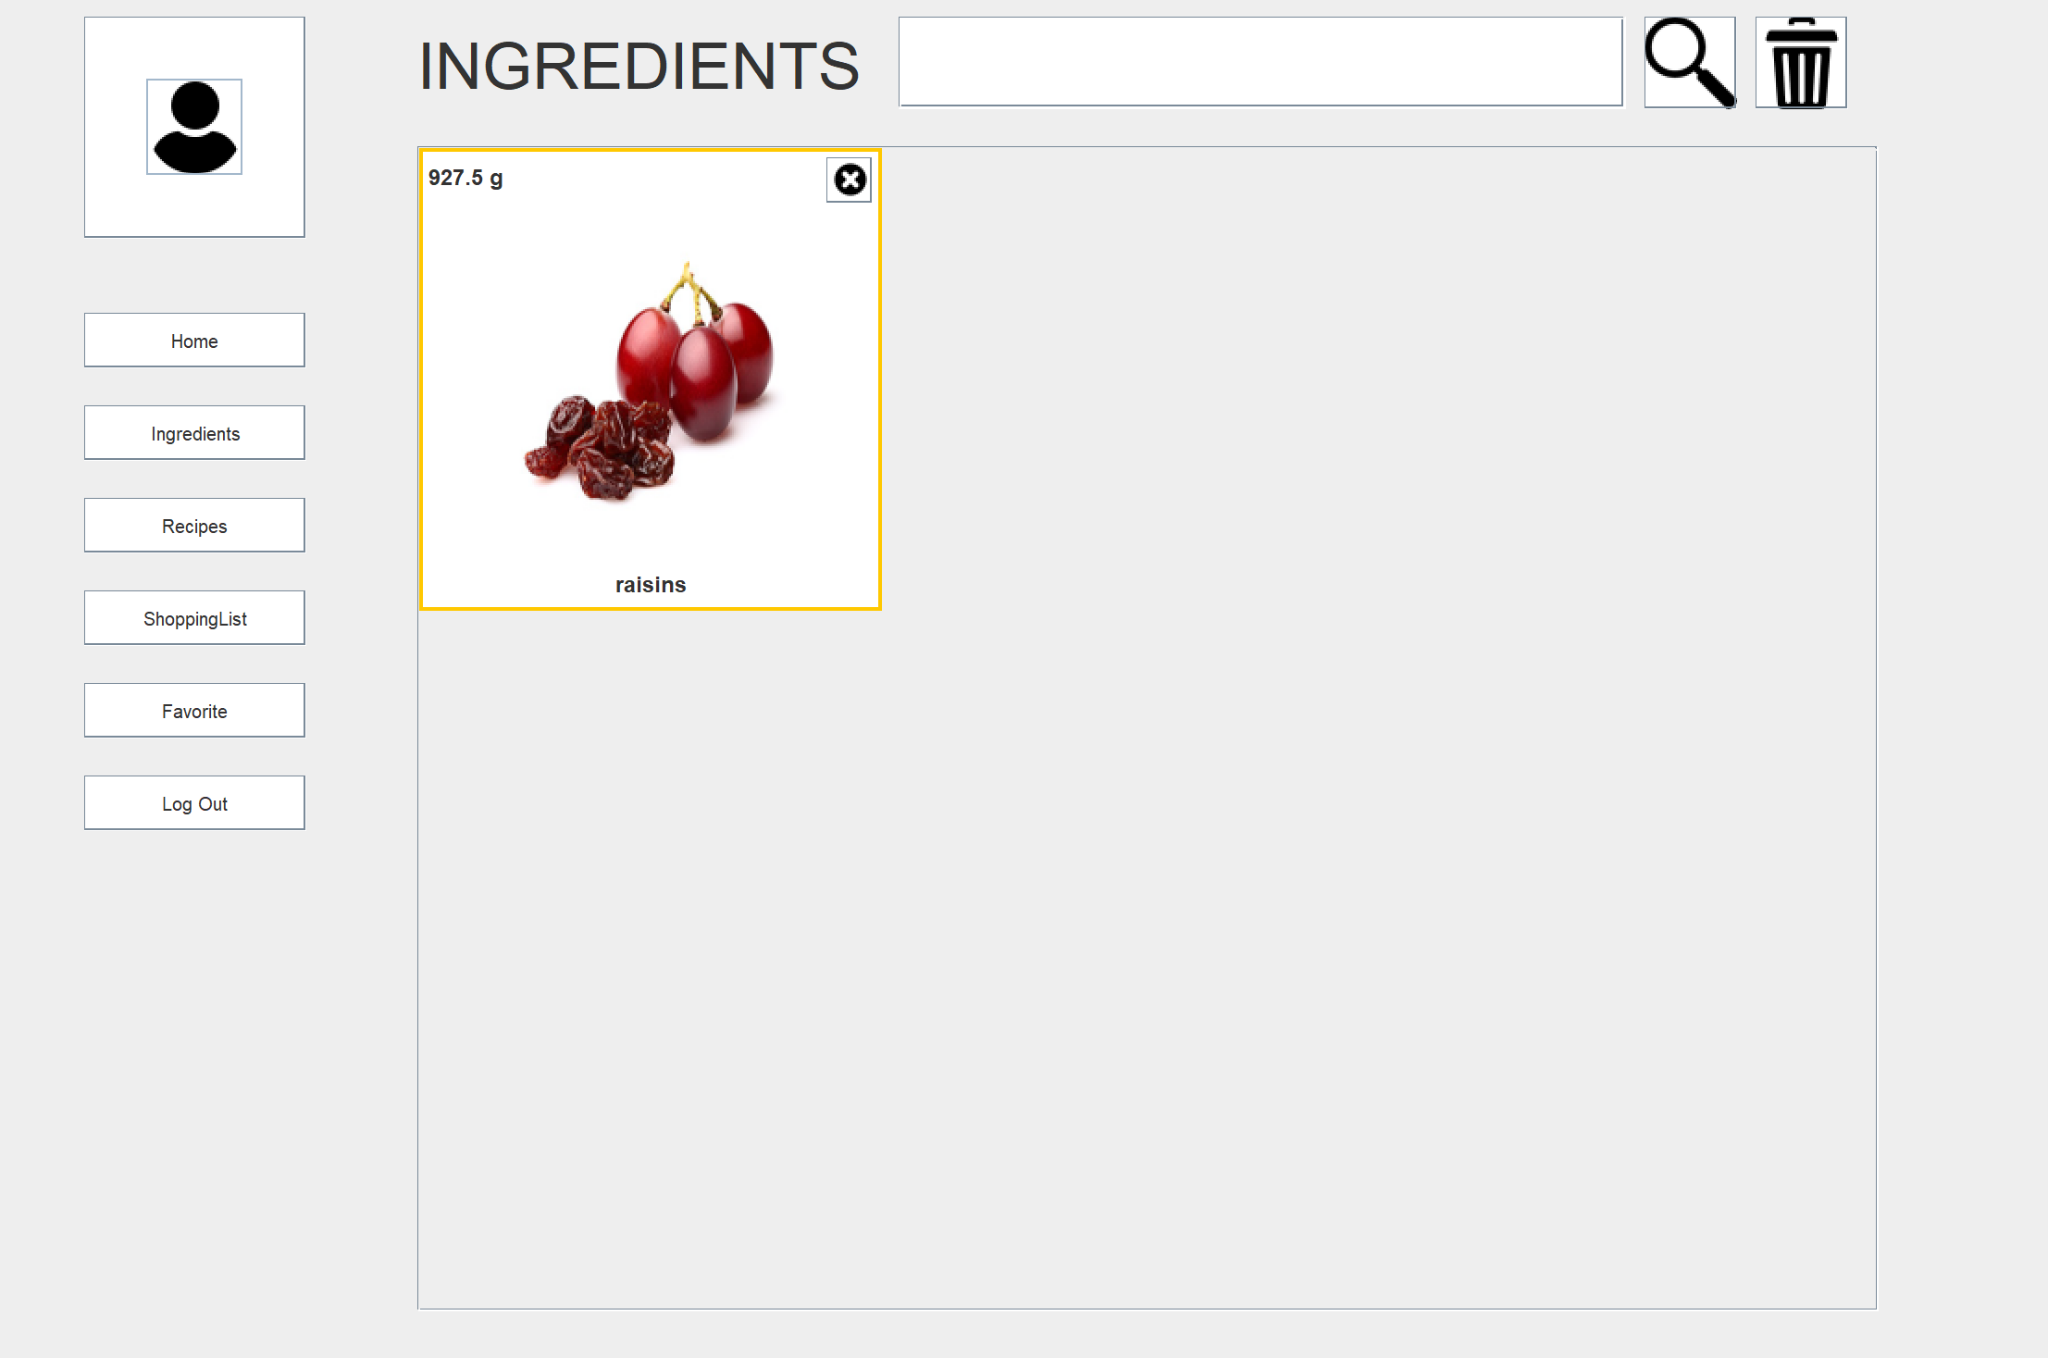 INGREDIENTS
927.5 g
raisins
Home
Ingredients
Recipes
ShoppingList
Favorite
Log Out